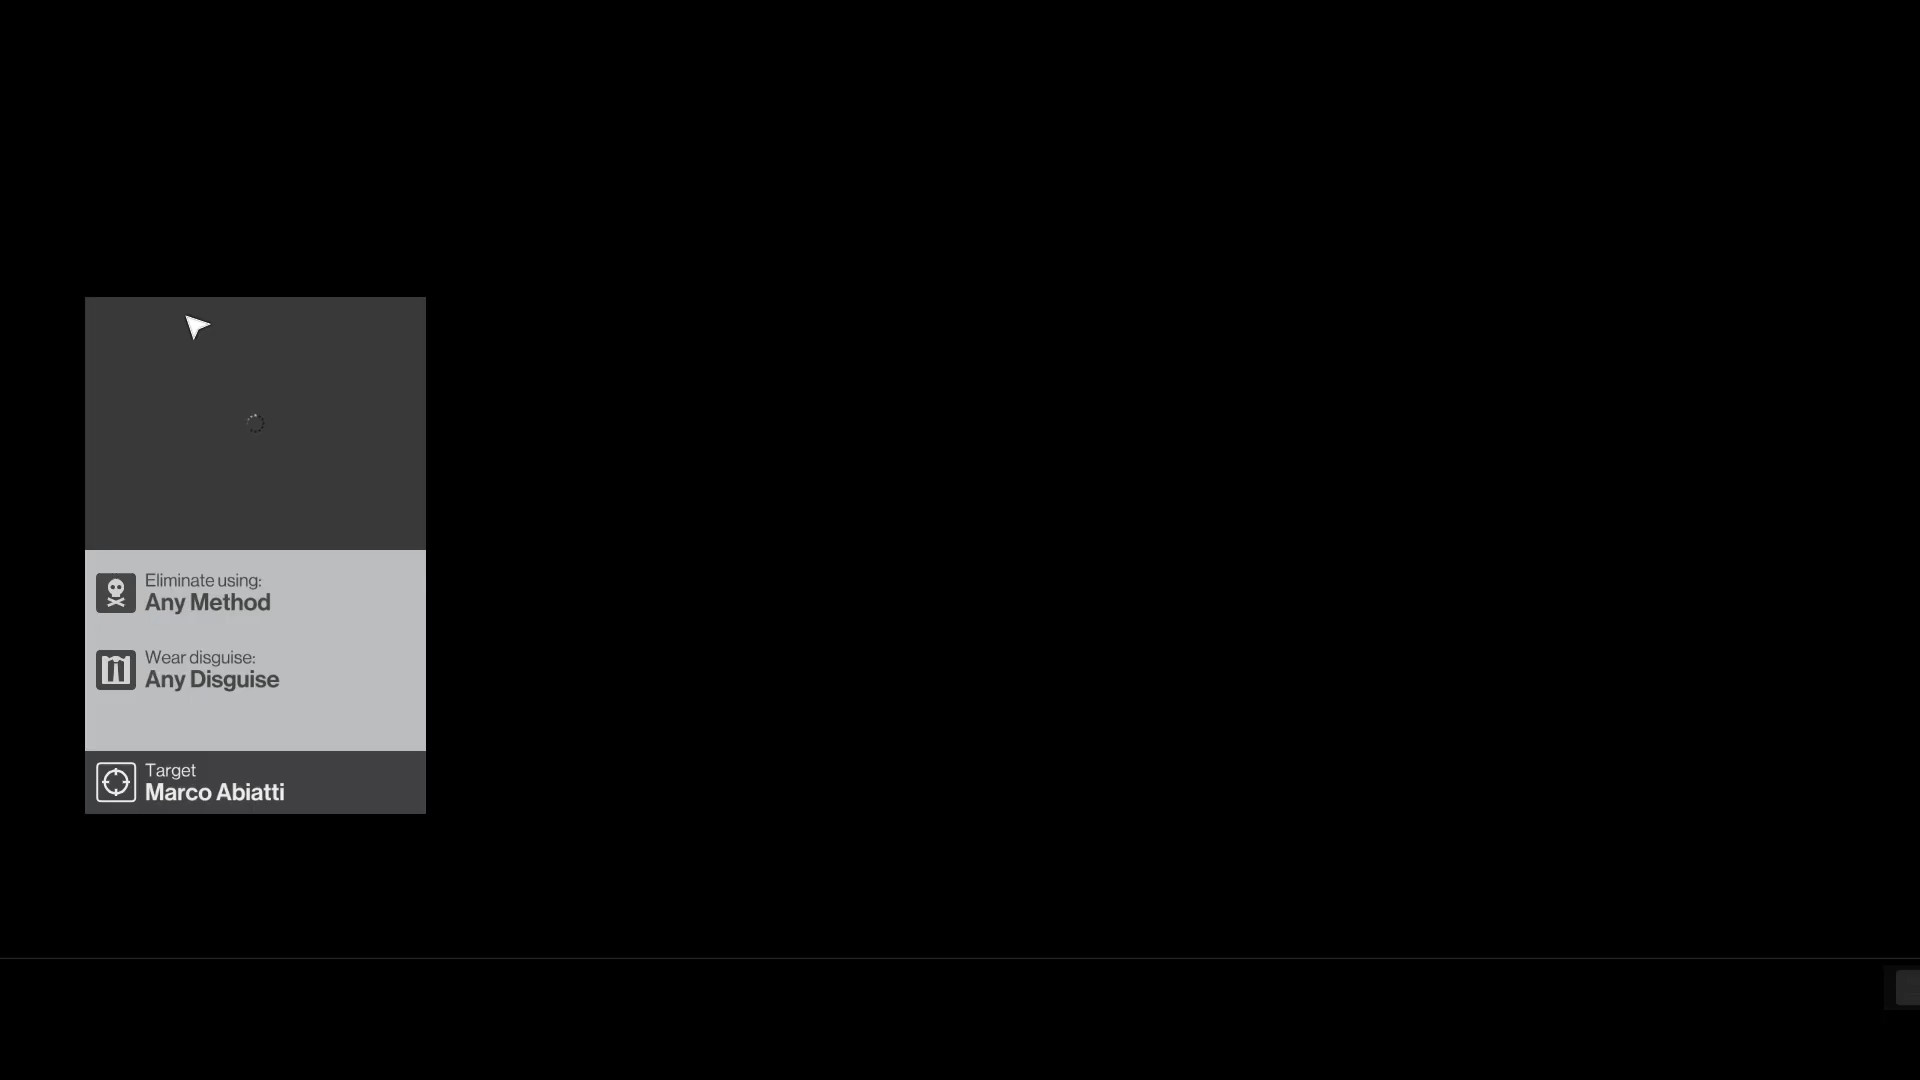 Eliminate using:
Any Method
Wear disguise:
Any Disguise
Target
Marco Abiatti